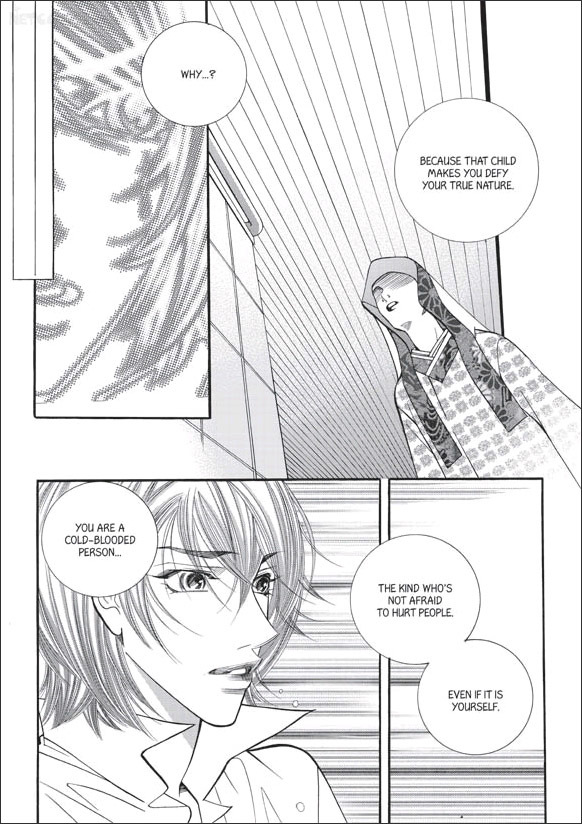 WHY...?
BECAUSE THAT CHILD
MAKES YOU DEFY
YOUR TRUE NATURE.
YOU ARE A
COLD-BLOODED
PERSON...
THE KIND WHO'S
NOT AFRAID
TO HURT PEOPLE.
EVEN IF IT IS
YOURSELF.